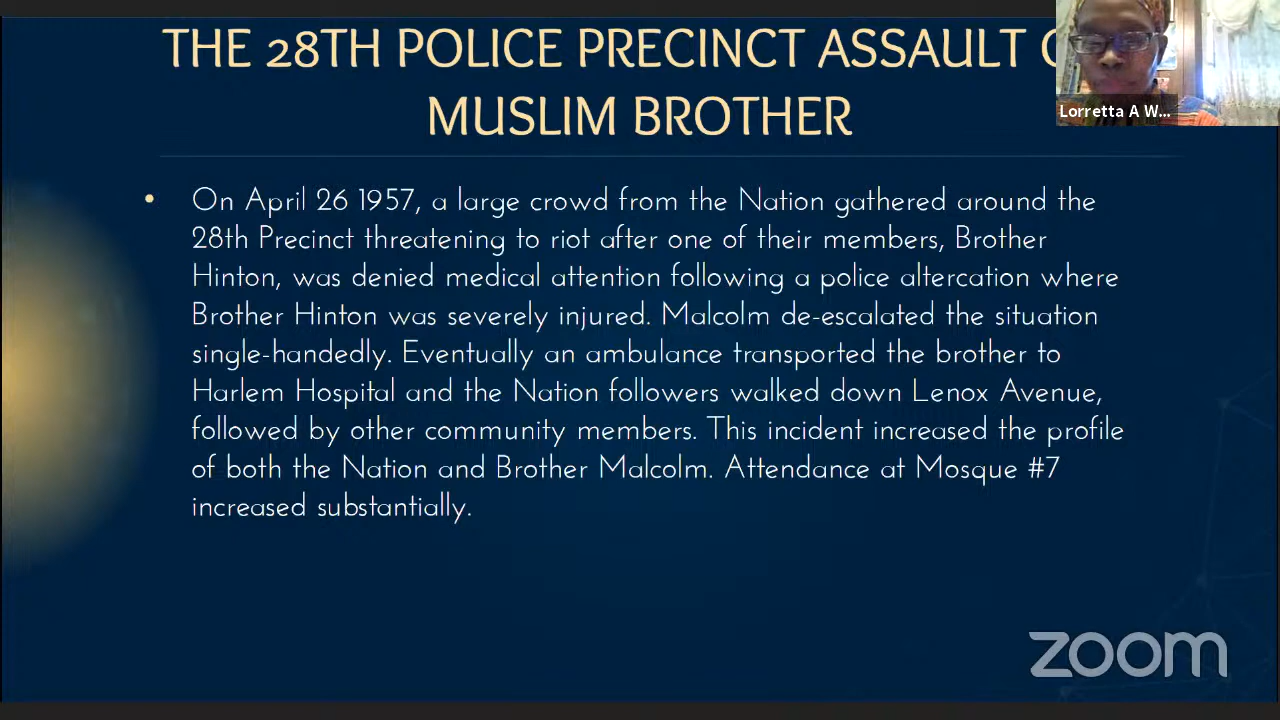 THE 28TH POLICE PRECINCT ASSAULT
MUSLIM BROTHER
Lorretta A W...
• On April 26 1957, a large crowd from the Nation gathered around the
28th Precinct threatening to riot after one of their members, Brother
Hinton, was denied medical attention following a police altercation where
Brother Hinton was severely injured. Malcolm de-escalated the situation
single-handedly. Eventually an ambulance transported the brother to
Harlem Hospital and the Nation followers walked down Lenox Avenue,
followed by other community members. This incident increased the profile
of both the Nation and Brother Malcolm. Attendance at Mosque #7
increased substantially.
zoom